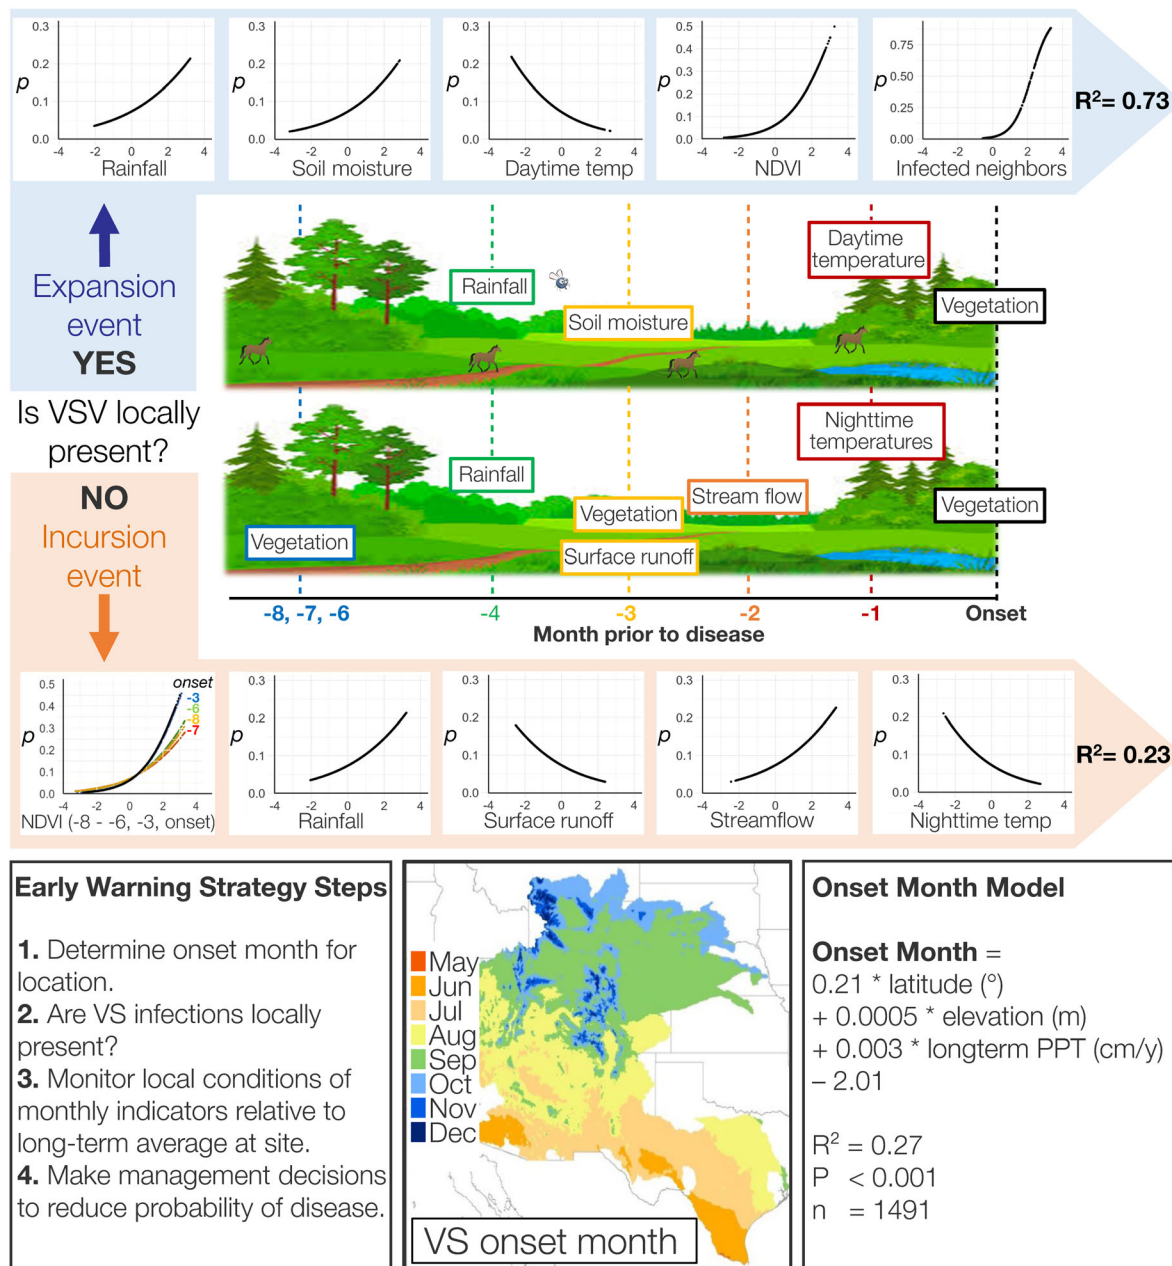 0.3
0.2
p
0.1
0.0
-4 -2 0 2 4
Rainfall
0.3
0.2
p
0.1
0.0
-4 -2 0 2 4
Soil moisture
0.3
0.2
p
0.1
0.0
-4 -2 0 2 4
Daytime temp
0.5
0.4
0.3
p
0.2
0.1
0.0
-4 -2 0 2 4
NDVI
0.75
p
0.50
0.25
0.00
-4 -2 0 2 4
Infected neighbors
R²= 0.73
Expansion
event
YES
Is VSV locally
present?
NO
Incursion
event
Rainfall
Soil moisture
Daytime
temperature
Vegetation
Vegetation
Rainfall
Vegetation
Surface runoff
Stream flow
Nighttime
temperatures
Vegetation
-8, -7, -6 -4 -3 -2 -1 Onset
Month prior to disease
onset
0.5
-3
0.4
-6
0.3
-8
p
-7
0.2
0.1
0.0
-4 -2 0 2 4
NDVI (-8 - -6, -3, onset)
0.3
0.2
p
0.1
0.0
-4 -2 0 2 4
Rainfall
0.3
0.2
p
0.1
0.0
-4 -2 0 2 4
Surface runoff
0.3
0.2
p
0.1
0.0
-4 -2 0 2 4
Streamflow
0.3
0.2
p
0.1
0.0
-4 -2 0 2 4
Nighttime temp
R²= 0.23
Early Warning Strategy Steps
1. Determine onset month for
location.
2. Are VS infections locally
present?
3. Monitor local conditions of
monthly indicators relative to
long-term average at site.
4. Make management decisions
to reduce probability of disease.
May
Jun
Jul
Aug
Sep
Oct
Nov
Dec
VS onset month
Onset Month Model
Onset Month =
0.21 * latitude (°)
+ 0.0005 * elevation (m)
+ 0.003 * longterm PPT (cm/y)
– 2.01
R² = 0.27
P < 0.001
n = 1491